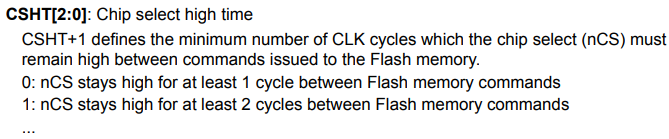 CSHT[2:0]: Chip select high time
CSHT+1 defines the minimum number of CLK cycles which the chip select (nCS) must
remain high between commands issued to the Flash memory.
0: nCS stays high for at least 1 cycle between Flash memory commands
1: nCS stays high for at least 2 cycles between Flash memory commands
...